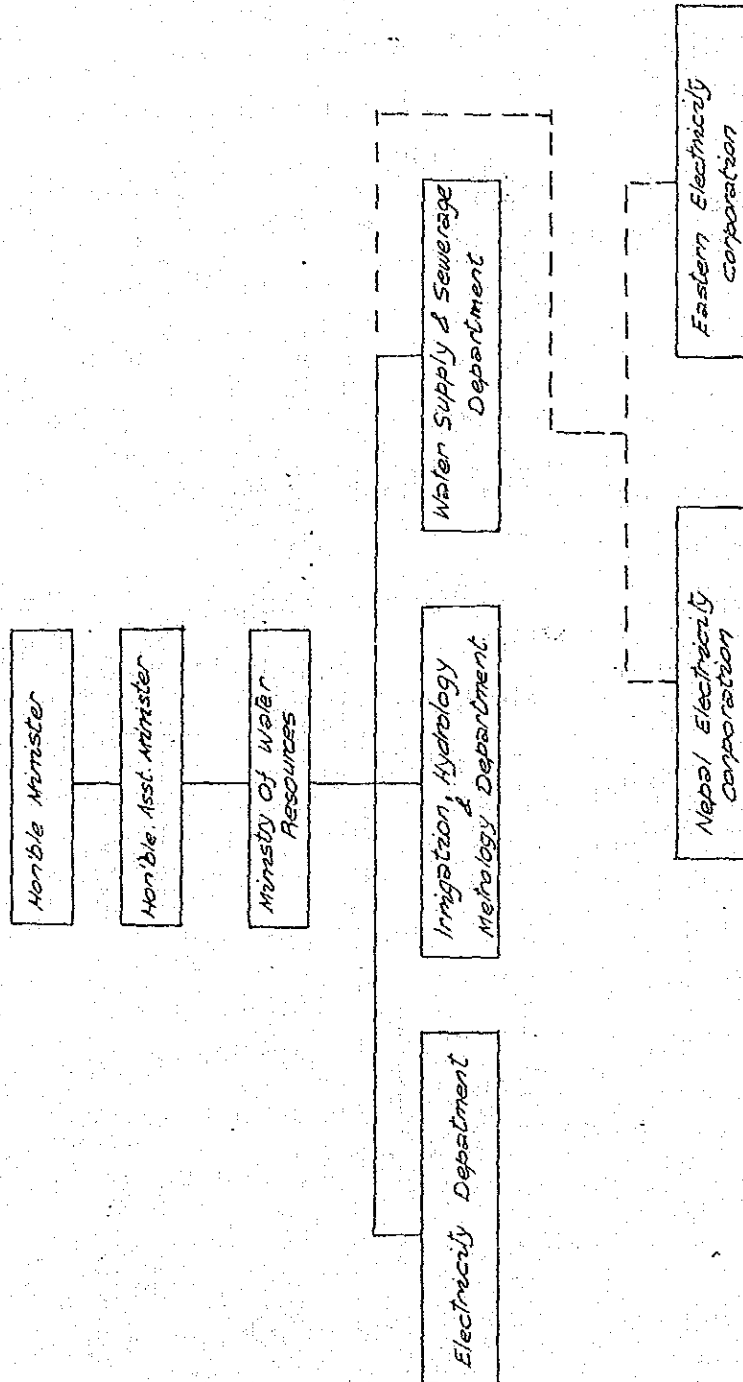 Hon'ble Minister
Hon'ble Asst. Minister
Ministry Of Water
Resources
Electricity Depatment
Irrigation, Hydrology
&
Metrology Department
Water Supply & Sewerage
Department
Nepal Electricity
corporation
Eastern Electricity
corporation